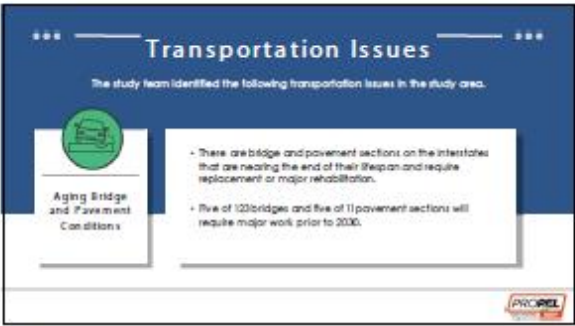 Transportation Issues
The study team identified the following transportation issues in the study area.
• There are bridge and pavement sections on the interstates
that are nearing the end of their lifespan and require
replacement or major rehabilitation.
Aging Bridge
and Pavement
Conditions
• Five of 123 bridges and five of 11 pavement sections will
require major work prior to 2030.
PROPEL